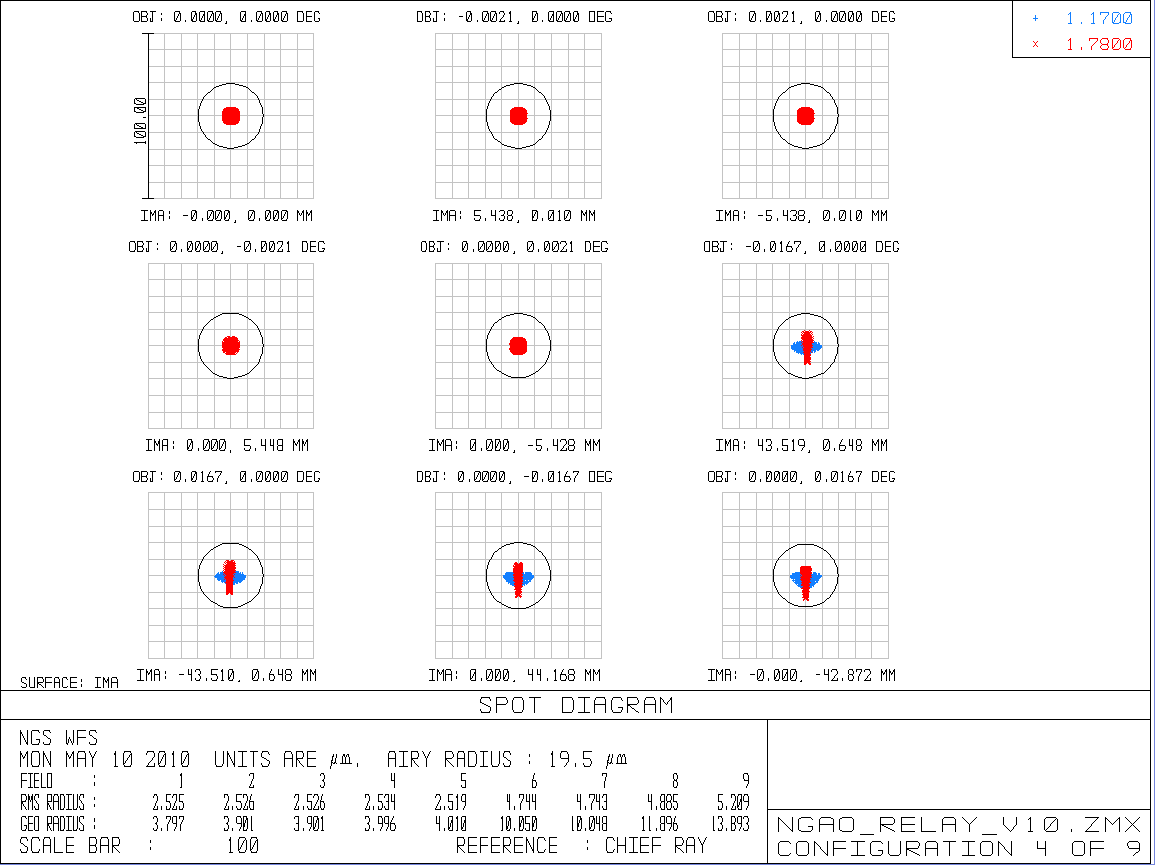 OBJ: 0.0000, 0.0000 DEG
OBJ: -0.0021, 0.0000 DEG
OBJ: 0.0021, 0.0000 DEG
+ 1.1700
× 1.7800
100.00
IMA: -0.000, 0.000 MM
IMA: 5.438, 0.010 MM
IMA: -5.438, 0.010 MM
OBJ: 0.0000, -0.0021 DEG
OBJ: 0.0000, 0.0021 DEG
OBJ: -0.0167, 0.0000 DEG
IMA: 0.000, 5.448 MM
IMA: 0.000, -5.428 MM
IMA: 43.519, 0.648 MM
OBJ: 0.0167, 0.0000 DEG
OBJ: 0.0000, -0.0167 DEG
OBJ: 0.0000, 0.0167 DEG
IMA: -43.510, 0.648 MM
IMA: 0.000, 44.168 MM
IMA: -0.000, -42.872 MM
SURFACE: IMA
SPOT DIAGRAM
NGS WFS
MON MAY 10 2010 UNITS ARE µm. AIRY RADIUS : 19.5 µm
FIELD : 1 2 3 4 5 6 7 8 9
RMS RADIUS : 2.525 2.526 2.526 2.534 2.519 4.744 4.743 4.885 5.209
GEO RADIUS : 3.797 3.901 3.901 3.996 4.010 10.050 10.048 11.896 13.893
SCALE BAR : 100 REFERENCE : CHIEF RAY
NGAO_RELAY_V10.ZMX
CONFIGURATION 4 OF 9